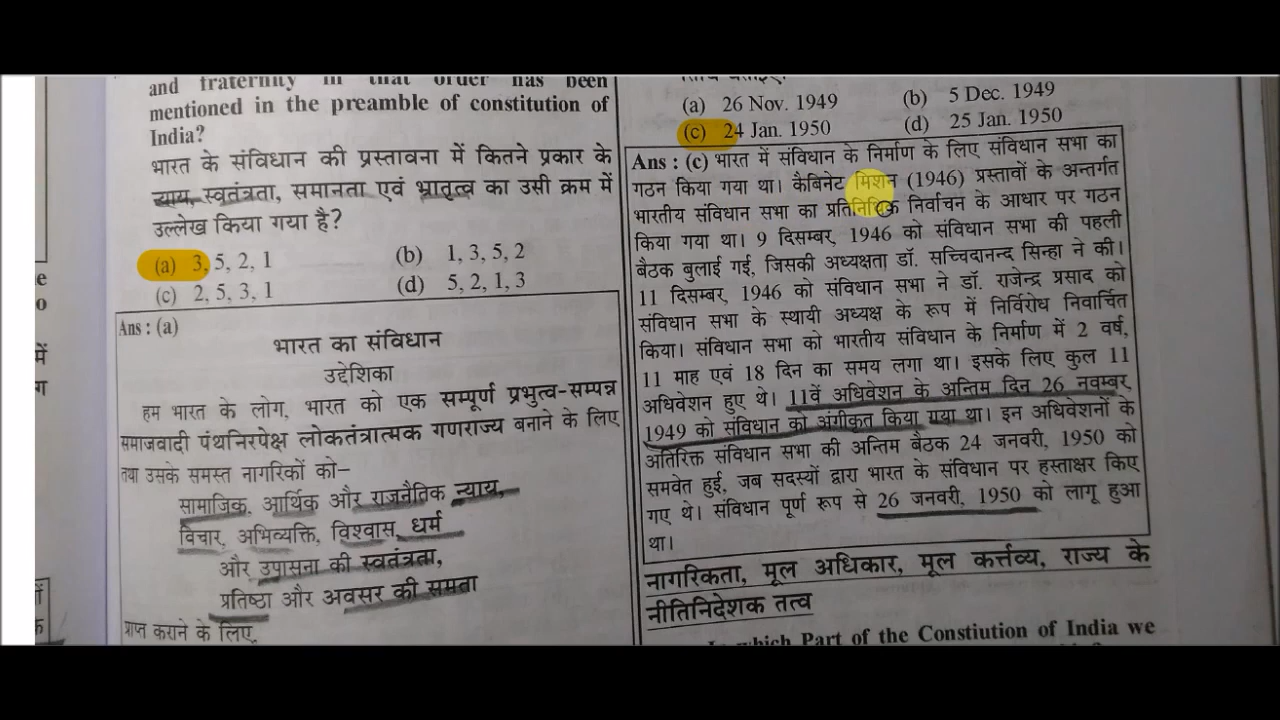 and fraternity in that order has been
mentioned in the preamble of constitution of
India?
भारत के संविधान की प्रस्तावना में कितने प्रकार के
न्याय, स्वतंत्रता, समानता एवं भ्रातृत्व का उसी क्रम में
उल्लेख किया गया है?
(a) 3, 5, 2, 1 (b) 1, 3, 5, 2
(c) 2, 5, 3, 1 (d) 5, 2, 1, 3
Ans : (a)
भारत का संविधान
उद्देशिका
हम भारत के लोग, भारत को एक सम्पूर्ण प्रभुत्व-सम्पन्न
समाजवादी पंथनिरपेक्ष लोकतंत्रात्मक गणराज्य बनाने के लिए
तथा उसके समस्त नागरिकों को–
सामाजिक, आर्थिक और राजनैतिक न्याय,
विचार, अभिव्यक्ति, विश्वास, धर्म
और उपासना की स्वतंत्रता,
प्रतिष्ठा और अवसर की समता
प्राप्त कराने के लिए,
(a) 26 Nov. 1949 (b) 5 Dec. 1949
(c) 24 Jan. 1950 (d) 25 Jan. 1950
Ans : (c) भारत में संविधान के निर्माण के लिए संविधान सभा का
गठन किया गया था। कैबिनेट मिशन (1946) प्रस्तावों के अन्तर्गत
भारतीय संविधान सभा का प्रतिनिधिक निर्वाचन के आधार पर गठन
किया गया था। 9 दिसम्बर, 1946 को संविधान सभा की पहली
बैठक बुलाई गई, जिसकी अध्यक्षता डॉ. सच्चिदानन्द सिन्हा ने की।
11 दिसम्बर, 1946 को संविधान सभा ने डॉ. राजेन्द्र प्रसाद को
संविधान सभा के स्थायी अध्यक्ष के रूप में निर्विरोध निवार्चित
किया। संविधान सभा को भारतीय संविधान के निर्माण में 2 वर्ष,
11 माह एवं 18 दिन का समय लगा था। इसके लिए कुल 11
अधिवेशन हुए थे। 11वें अधिवेशन के अन्तिम दिन 26 नवम्बर,
1949 को संविधान को अंगीकृत किया गया था। इन अधिवेशनों के
अतिरिक्त संविधान सभा की अन्तिम बैठक 24 जनवरी, 1950 को
समवेत हुई, जब सदस्यों द्वारा भारत के संविधान पर हस्ताक्षर किए
गए थे। संविधान पूर्ण रूप से 26 जनवरी, 1950 को लागू हुआ
था।
नागरिकता, मूल अधिकार, मूल कर्त्तव्य, राज्य के
नीतिनिदेशक तत्व
which Part of the Constiution of India we